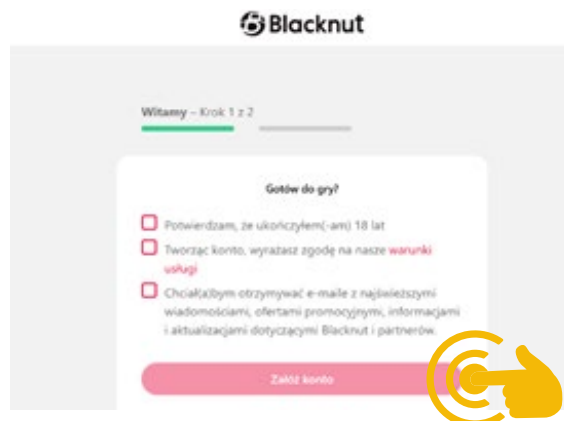 Blacknut
Witamy – Krok 1 z 2
Gotów do gry?
Potwierdzam, że ukończyłem(-am) 18 lat
Tworząc konto, wyrażasz zgodę na nasze warunki
usługi
Chciał(a)bym otrzymywać e-maile z najświeższymi
wiadomościami, ofertami promocyjnymi, informacjami
i aktualizacjami dotyczącymi Blacknut i partnerów.
Załóż konto